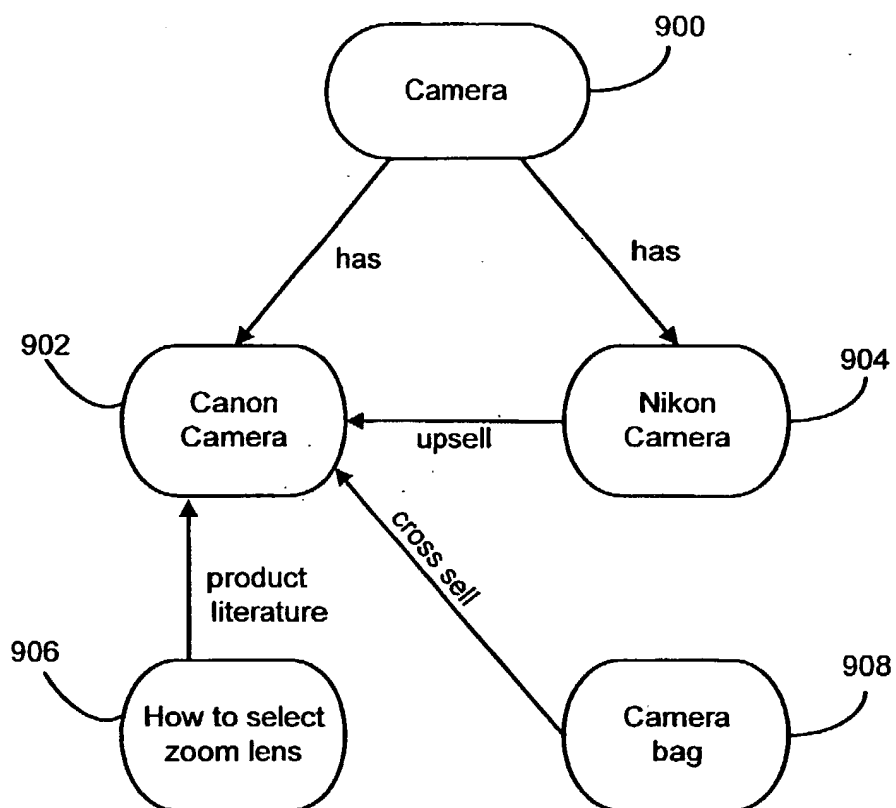 900
Camera
has
has
902
904
Canon
Camera
upsell
Nikon
Camera
cross sell
product
literature
906
908
How to select
zoom lens
Camera
bag